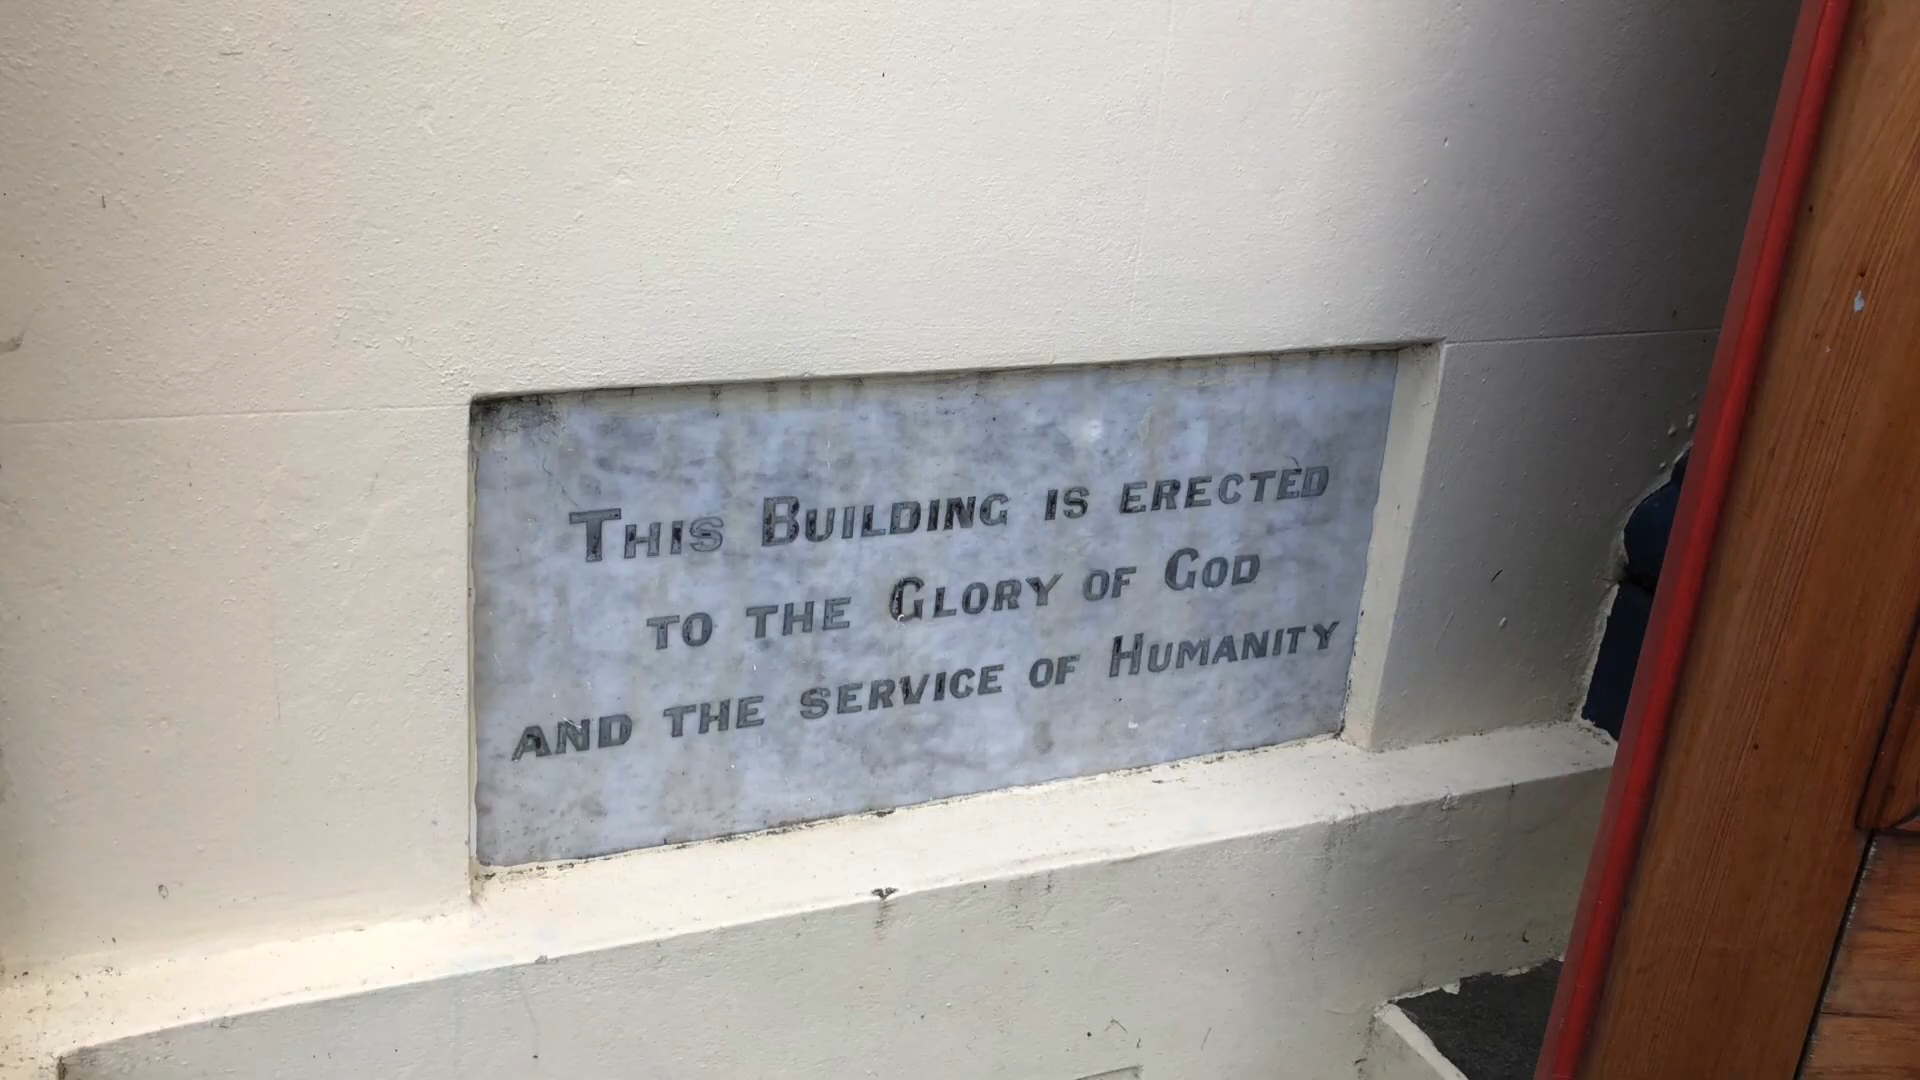 This Building is erected
to the Glory of God
and the service of Humanity